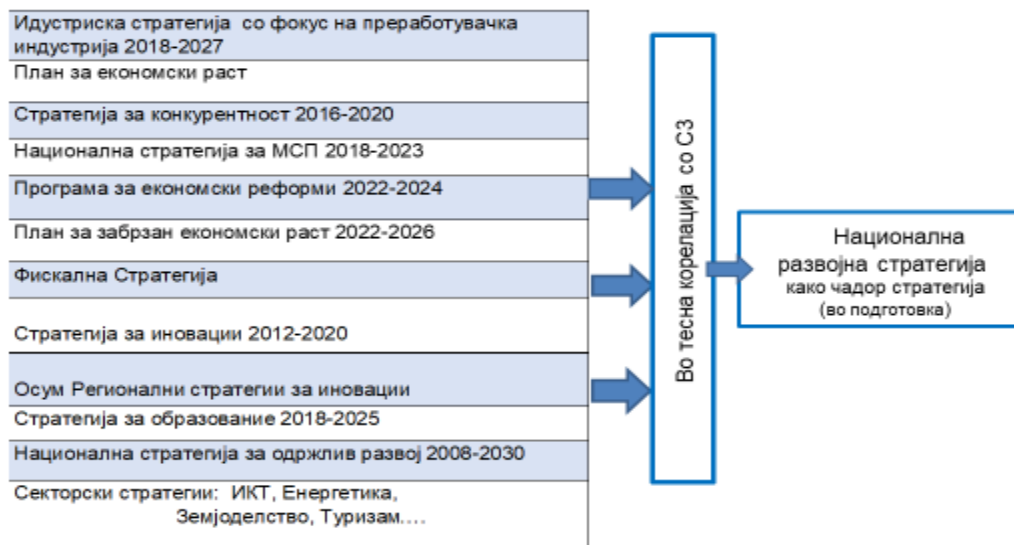 Идустриска стратегија со фокус на преработувачка
индустрија 2018-2027
План за економски раст
Стратегија за конкурентност 2016-2020
Национална стратегија за МСП 2018-2023
Програма за економски реформи 2022-2024
План за забрзан економски раст 2022-2026
Фискална Стратегија
Стратегија за иновации 2012-2020
Осум Регионални стратегии за иновации
Стратегија за образование 2018-2025
Национална стратегија за одржлив развој 2008-2030
Секторски стратегии: ИКТ, Енергетика,
Земјоделство, Туризам....
Во тесна корелација со С3
Национална
развојна стратегија
како чадор стратегија
(во подготовка)